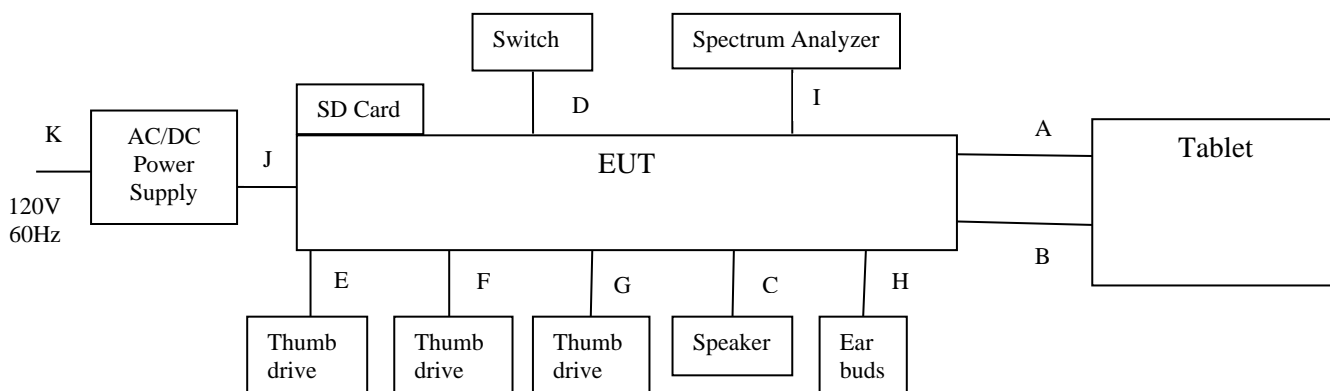 Switch
Spectrum Analyzer
SD Card
D
I
K
AC/DC
Power
Supply
J
EUT
A
Tablet
120V
60Hz
B
E
F
G
C
H
Thumb
drive
Thumb
drive
Thumb
drive
Speaker
Ear
buds